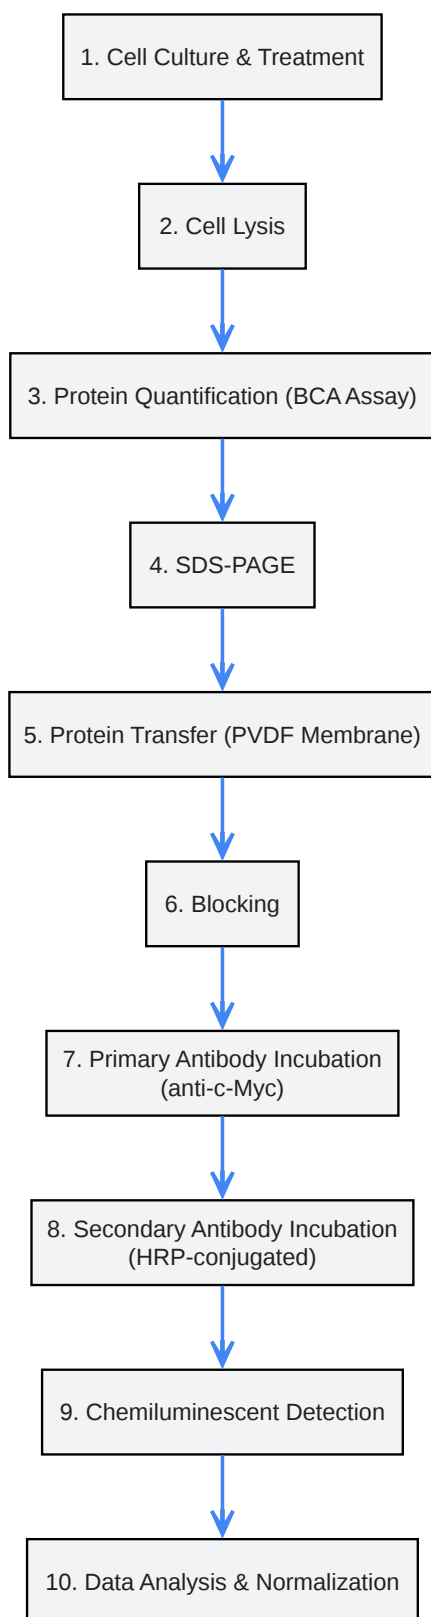 1. Cell Culture & Treatment
2. Cell Lysis
3. Protein Quantification (BCA Assay)
4. SDS-PAGE
5. Protein Transfer (PVDF Membrane)
6. Blocking
7. Primary Antibody Incubation
(anti-c-Myc)
8. Secondary Antibody Incubation
(HRP-conjugated)
9. Chemiluminescent Detection
10. Data Analysis & Normalization